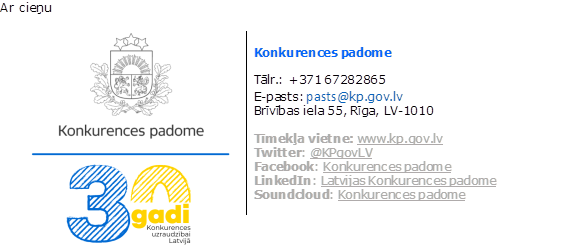 Ar cieņu
Konkurences padome
30
gadi
Konkurences
uzraudzībai
Latvijā
Konkurences padome
Tālr.: +371 67282865
E-pasts: pasts@kp.gov.lv
Brīvības iela 55, Rīga, LV-1010
Tīmekļa vietne: www.kp.gov.lv
Twitter: @KPgovLV
Facebook: Konkurences padome
LinkedIn: Latvijas Konkurences padome
Soundcloud: Konkurences padome